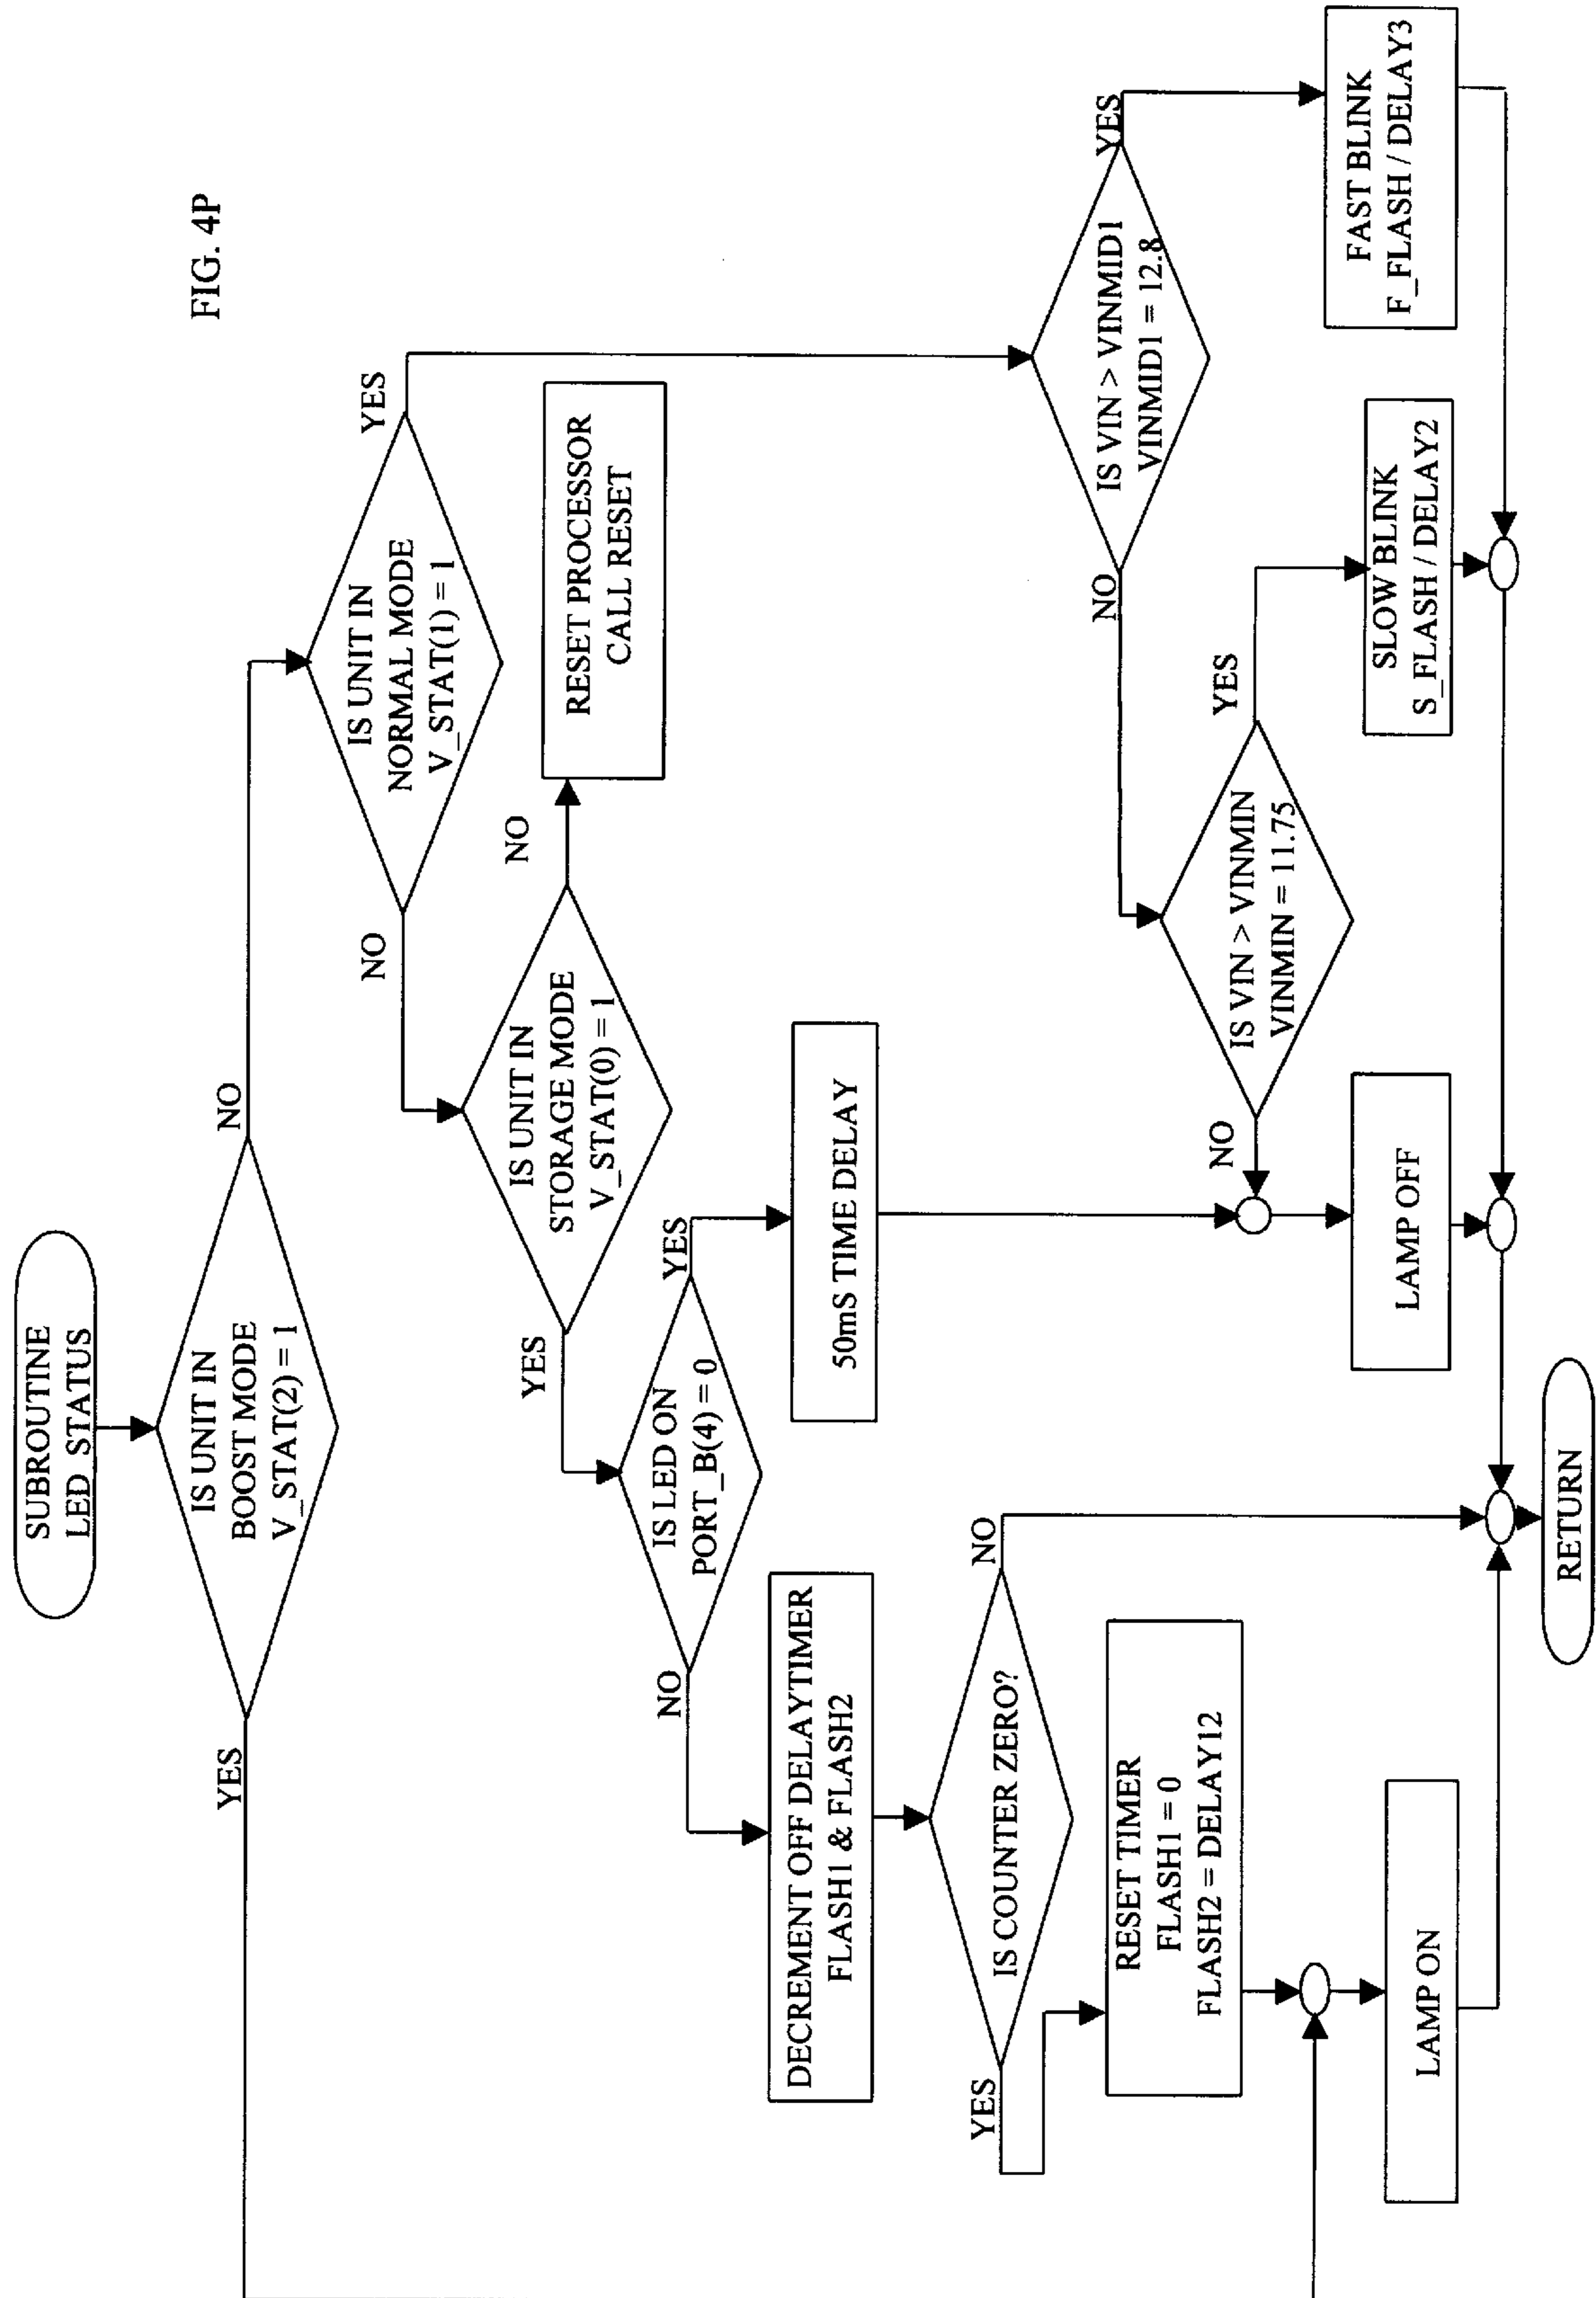 FIG. 4P
SUBROUTINE
LED_STATUS
IS UNIT IN
BOOST MODE
V_STAT(2) = 1
YES
NO
IS UNIT IN
NORMAL MODE
V_STAT(1) = 1
NO
YES
IS UNIT IN
STORAGE MODE
V_STAT(0) = 1
YES
NO
RESET PROCESSOR
CALL RESET
IS LED ON
PORT_B(4) = 0
NO
YES
DECREMENT OFF DELAYTIMER
FLASH1 & FLASH2
50mS TIME DELAY
IS COUNTER ZERO?
YES
NO
RESET TIMER
FLASH1 = 0
FLASH2 = DELAY12
IS VIN > VINMID1
VINMID1 = 12.8
NO
YES
IS VIN > VINMIN
VINMIN = 11.75
NO
YES
LAMP ON
LAMP OFF
SLOW BLINK
S_FLASH / DELAY2
FAST BLINK
F_FLASH / DELAY3
RETURN